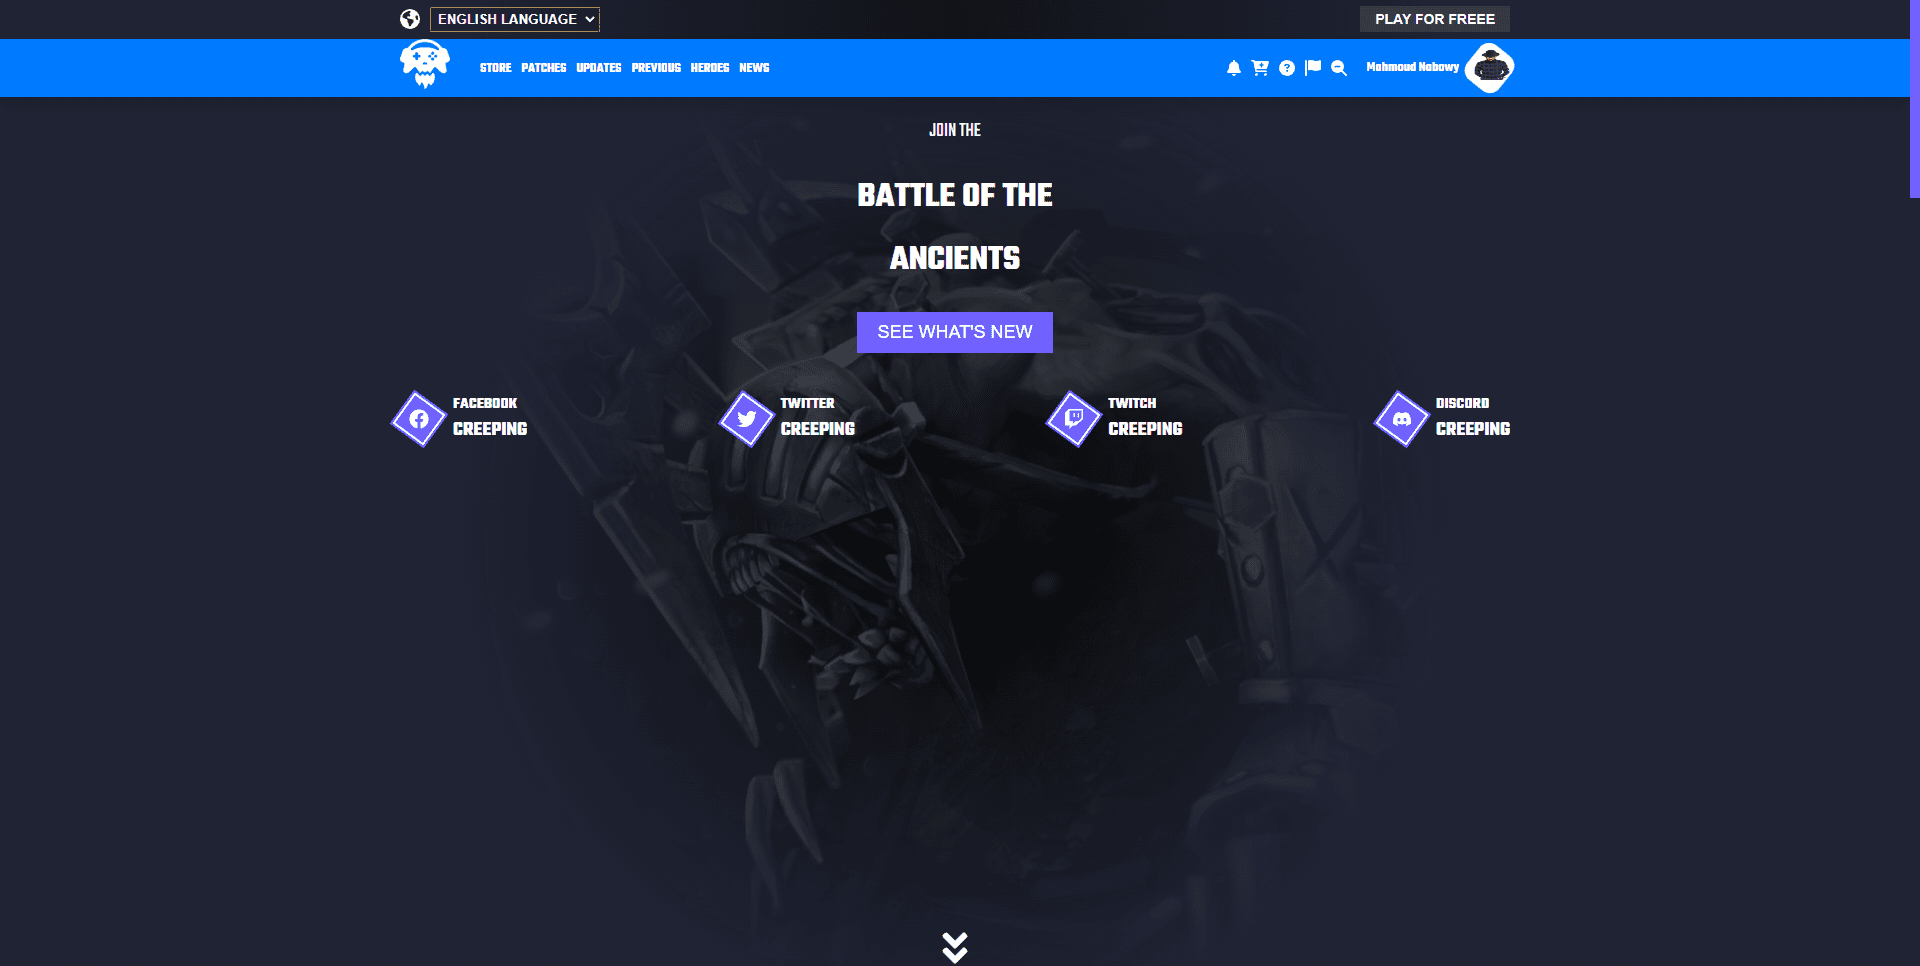 ENGLISH LANGUAGE
PLAY FOR FREEE
STORE PATCHES UPDATES PREVIOUS HEROES NEWS
Mahmoud Nabawy
JOIN THE
BATTLE OF THE
ANCIENTS
SEE WHAT'S NEW
FACEBOOK
CREEPING
TWITTER
CREEPING
TWITCH
CREEPING
DISCORD
CREEPING